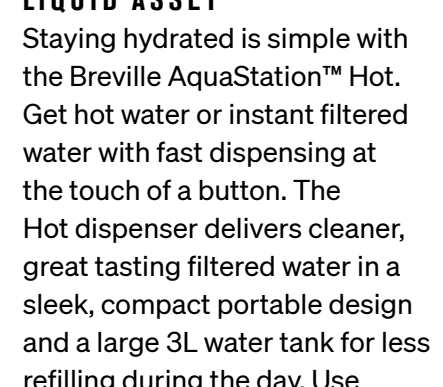 LIQUID ASSET
Staying hydrated is simple with
the Breville AquaStation™ Hot.
Get hot water or instant filtered
water with fast dispensing at
the touch of a button. The
Hot dispenser delivers cleaner,
great tasting filtered water in a
sleek, compact portable design
and a large 3L water tank for less
refilling during the day. Use